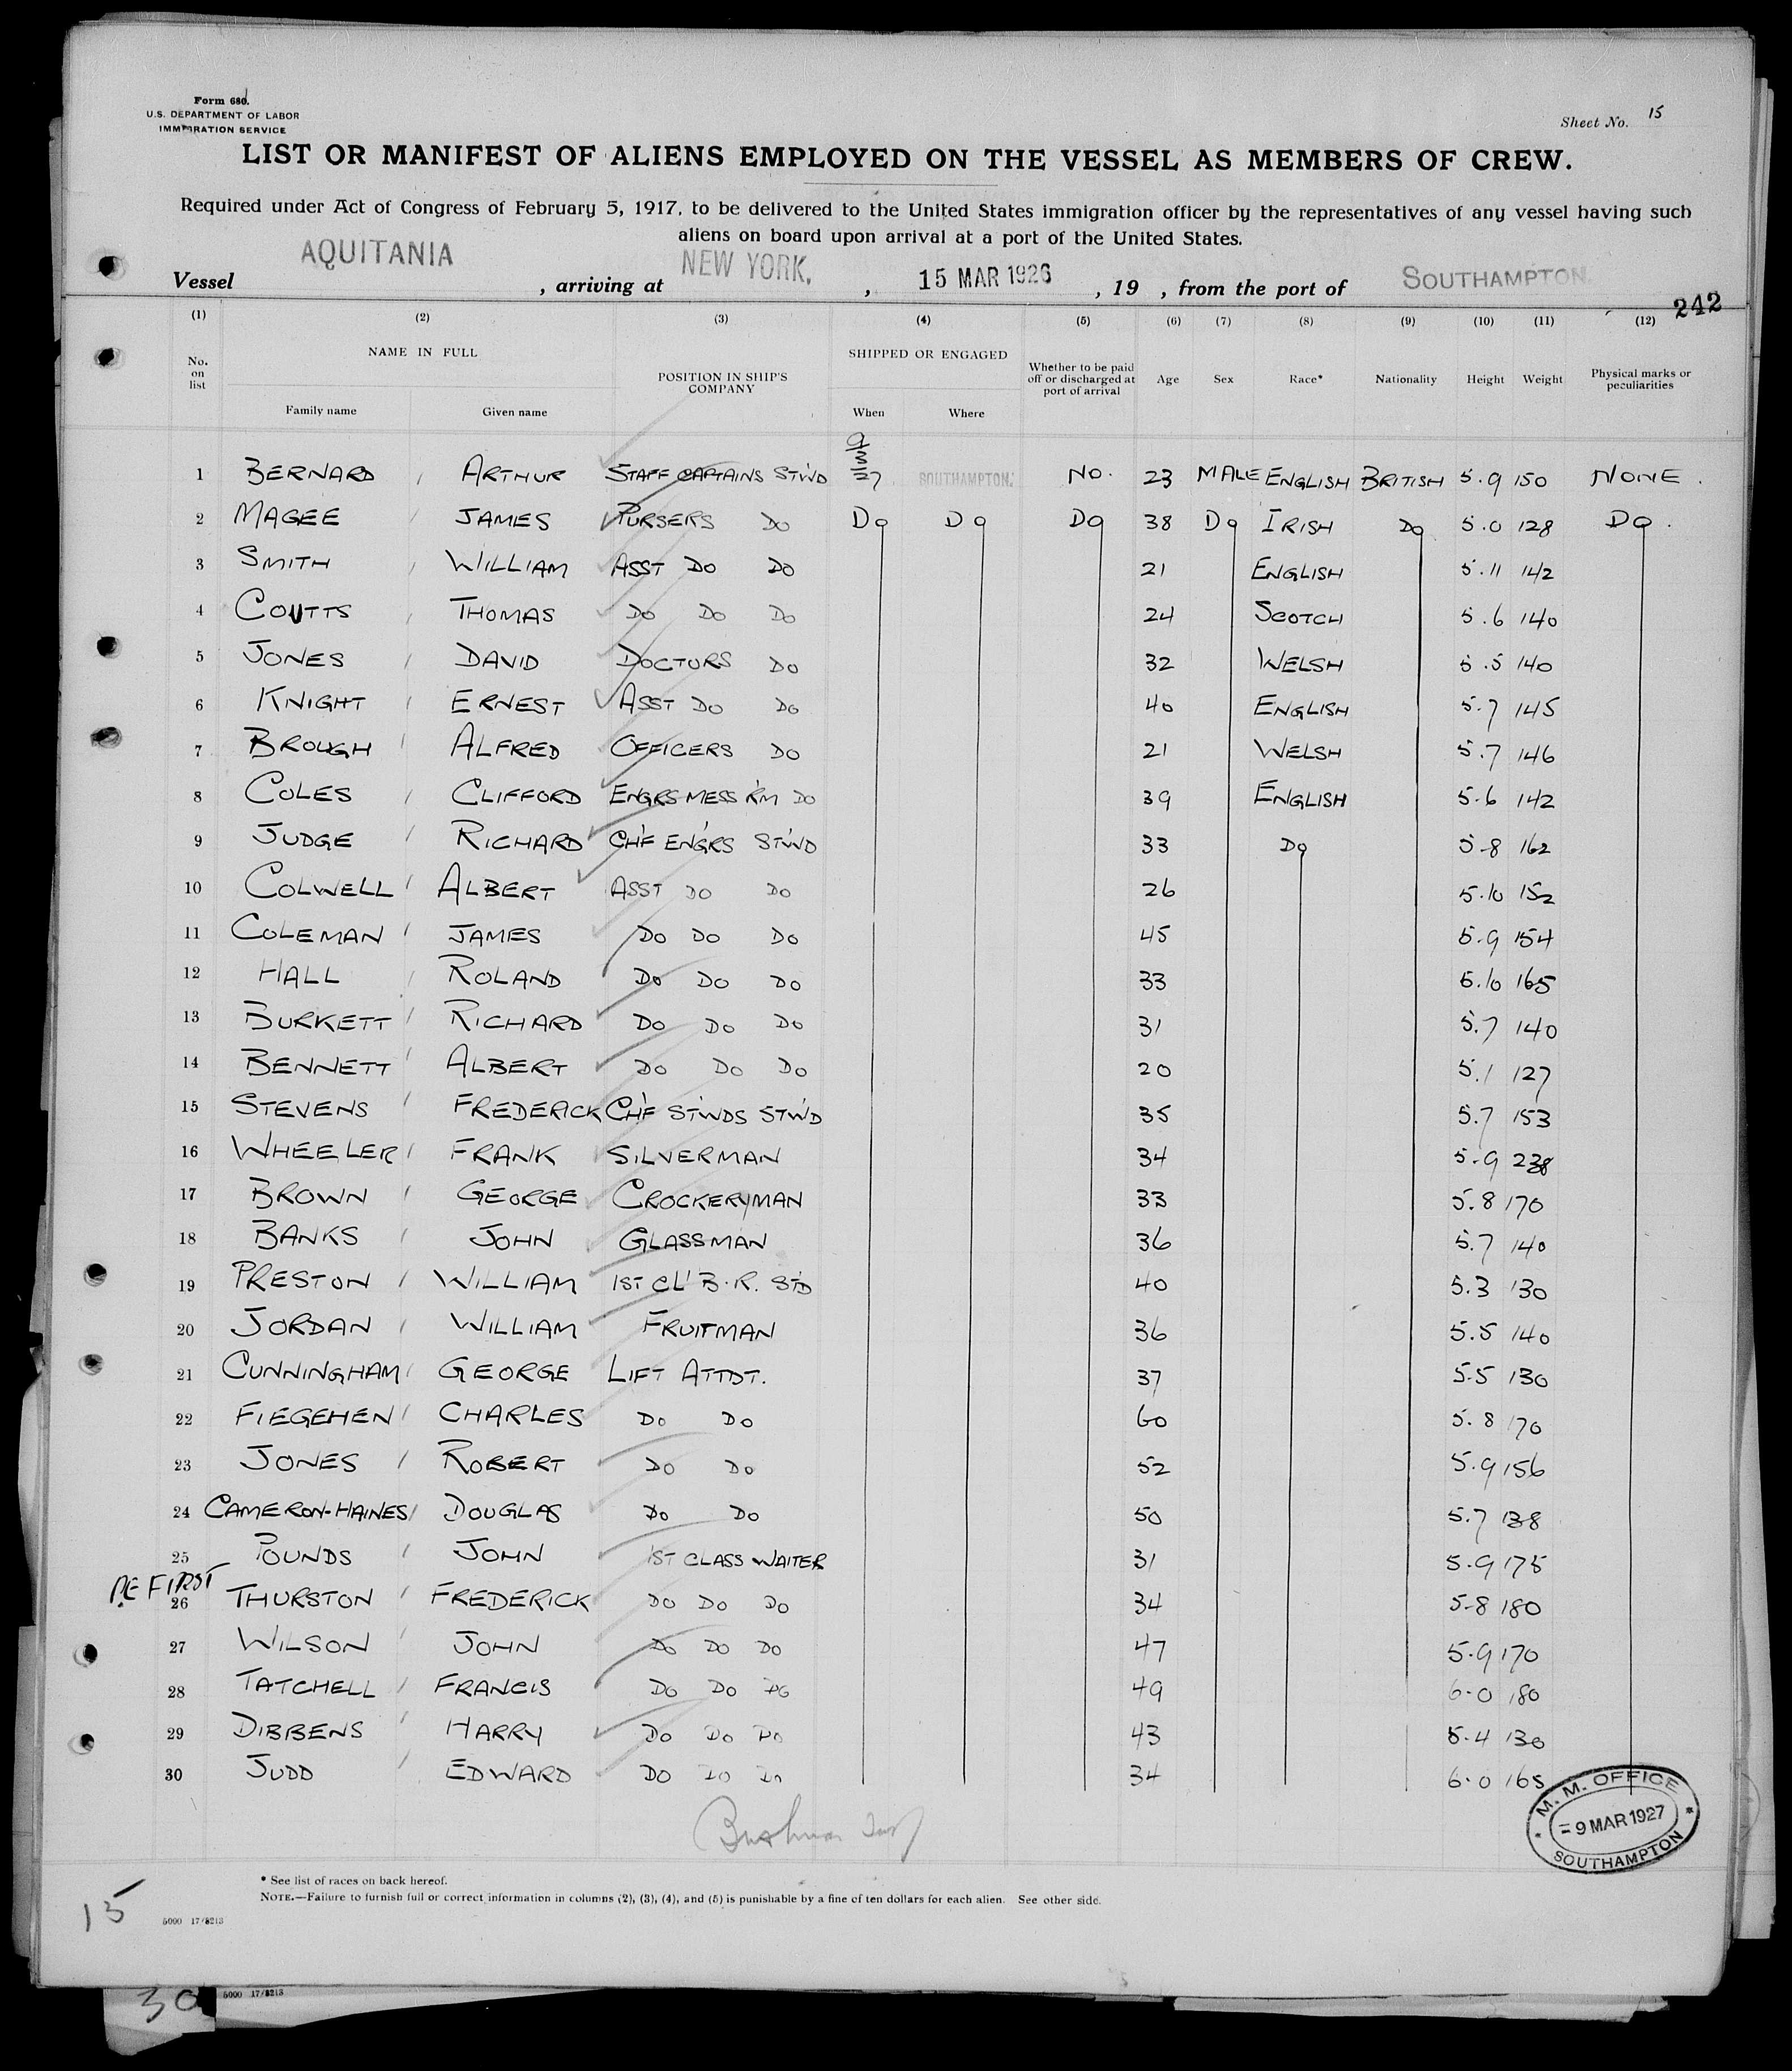 Form 680.
U.S. DEPARTMENT OF LABOR
IMMIGRATION SERVICE
Sheet No. 15
LIST OR MANIFEST OF ALIENS EMPLOYED ON THE VESSEL AS MEMBERS OF CREW.
Required under Act of Congress of February 5, 1917, to be delivered to the United States immigration officer by the representatives of any vessel having such
aliens on board upon arrival at a port of the United States.
Vessel AQUITANIA, arriving at NEW YORK, , 15 MAR 1926, 19 , from the port of SOUTHAMPTON.
242
(1) (2) (3) (4) (5) (6) (7) (8) (9) (10) (11) (12)
No. on list NAME IN FULL Family name Given name POSITION IN SHIP'S COMPANY SHIPPED OR ENGAGED When Where Whether to be paid off or discharged at port of arrival Age Sex Race* Nationality Height Weight Physical marks or peculiarities
1 BERNARD ARTHUR STAFF CAPTAINS ST'WD 9/3/27 SOUTHAMPTON. NO. 23 MALE ENGLISH BRITISH 5.9 150 NONE.
2 MAGEE JAMES PURSERS DO DO DO DO 38 DO IRISH DO 5.0 128 DO.
3 SMITH WILLIAM ASST DO DO 21 ENGLISH 5.11 142
4 COUTTS THOMAS DO DO DO 24 SCOTCH 5.6 140
5 JONES DAVID DOCTORS DO 32 WELSH 5.5 140
6 KNIGHT ERNEST ASST DO DO 40 ENGLISH 5.7 145
7 BROUGH ALFRED OFFICERS DO 21 WELSH 5.7 146
8 COLES CLIFFORD ENGRS MESS R'M DO 39 ENGLISH 5.6 142
9 JUDGE RICHARD CH'F ENG'RS ST'WD 33 DO 5-8 162
10 COLWELL ALBERT ASST DO DO 26 5.10 152
11 COLEMAN JAMES DO DO DO 45 5.9 154
12 HALL ROLAND DO DO DO 33 5.10 165
13 BURKETT RICHARD DO DO DO 31 5.7 140
14 BENNETT ALBERT DO DO DO 20 5.1 127
15 STEVENS FREDERICK CH'F ST'WDS ST'W'D 35 5.7 153
16 WHEELER FRANK SILVERMAN 34 5.9 238
17 BROWN GEORGE CROCKERYMAN 33 5.8 170
18 BANKS JOHN GLASSMAN 36 5.7 140
19 PRESTON WILLIAM 1ST CL' B.R. ST'D 40 5.3 130
20 JORDAN WILLIAM FRUITMAN 36 5.5 140
21 CUNNINGHAM GEORGE LIFT ATTDT. 37 5.5 130
22 FIEGEHEN CHARLES DO DO 60 5.8 170
23 JONES ROBERT DO DO 52 5.9 156
24 CAMERON-HAINES DOUGLAS DO DO 50 5.7 138
25 POUNDS JOHN 1ST CLASS WAITER 31 5.9 175
26 THURSTON FREDERICK DO DO DO 34 5-8 180
27 WILSON JOHN DO DO DO 47 5.9 170
28 TATCHELL FRANCIS DO DO DO 49 6.0 180
29 DIBBENS HARRY DO DO DO 43 5.4 130
30 JUDD EDWARD DO DO DO 34 6.0 165
M. M. OFFICE
9 MAR 1927
SOUTHAMPTON
* See list of races on back hereof.
NOTE.—Failure to furnish full or correct information in columns (2), (3), (4), and (5) is punishable by a fine of ten dollars for each alien. See other side.
15
5000 17/8213
30
5000 17/8213